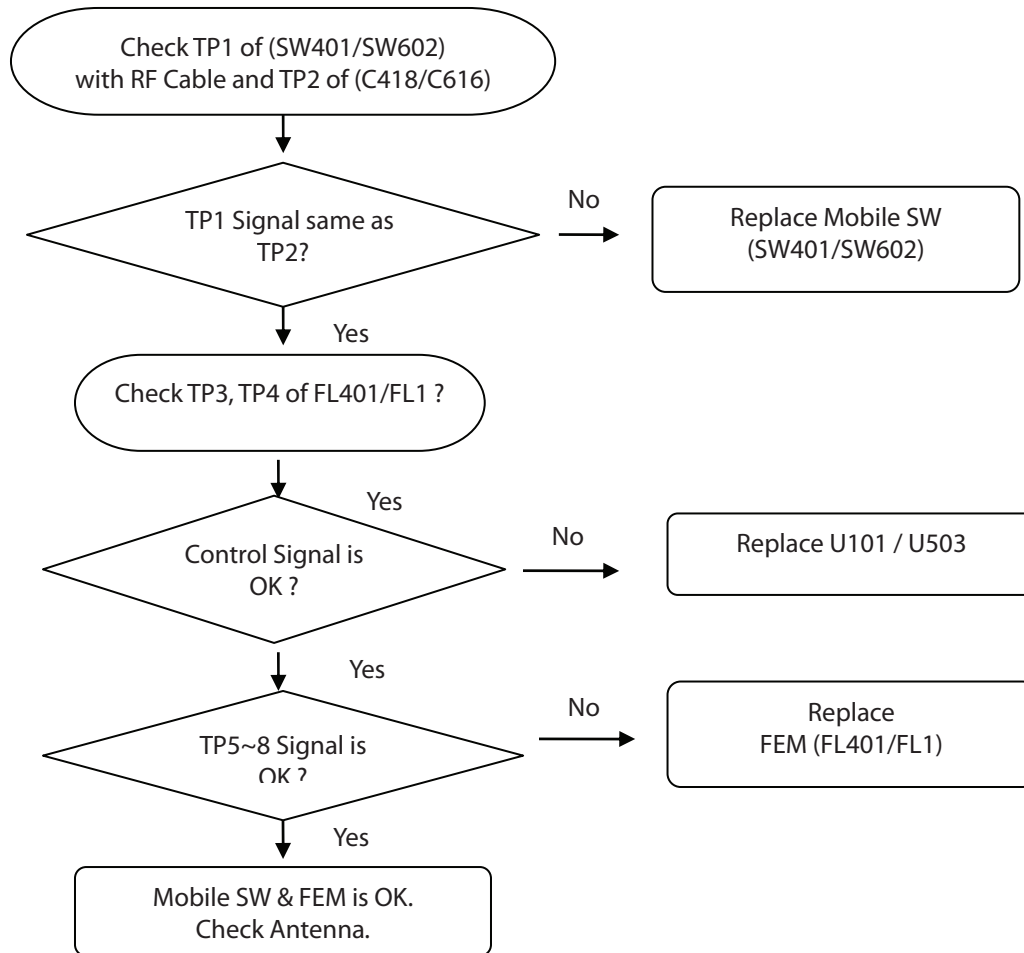 Check TP1 of (SW401/SW602)
with RF Cable and TP2 of (C418/C616)
No
TP1 Signal same as
TP2?
Replace Mobile SW
(SW401/SW602)
Yes
Check TP3, TP4 of FL401/FL1 ?
Yes
No
Control Signal is
OK ?
Replace U101 / U503
Yes
No
TP5~8 Signal is
OK ?
Replace
FEM (FL401/FL1)
Yes
Mobile SW & FEM is OK.
Check Antenna.